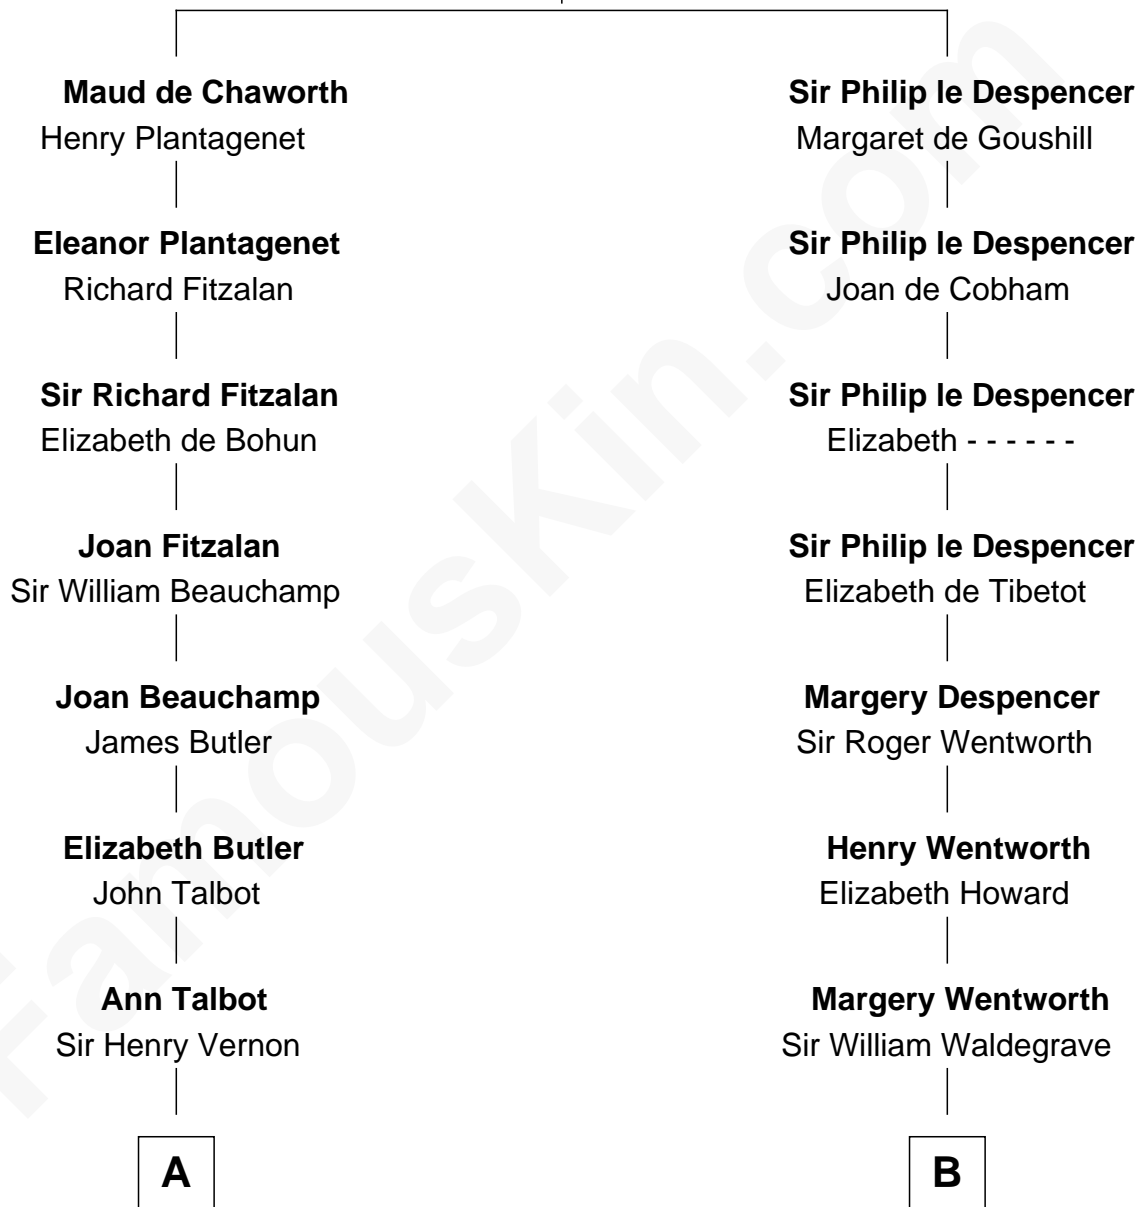 Maud de Chaworth
Henry Plantagenet
Eleanor Plantagenet
Richard Fitzalan
Sir Richard Fitzalan
Elizabeth de Bohun
Joan Fitzalan
Sir William Beauchamp
Joan Beauchamp
James Butler
Elizabeth Butler
John Talbot
Ann Talbot
Sir Henry Vernon
A
Sir Philip le Despencer
Margaret de Goushill
Sir Philip le Despencer
Joan de Cobham
Sir Philip le Despencer
Elizabeth - - - - - -
Sir Philip le Despencer
Elizabeth de Tibetot
Margery Despencer
Sir Roger Wentworth
Henry Wentworth
Elizabeth Howard
Margery Wentworth
Sir William Waldegrave
B
FamousKin.com